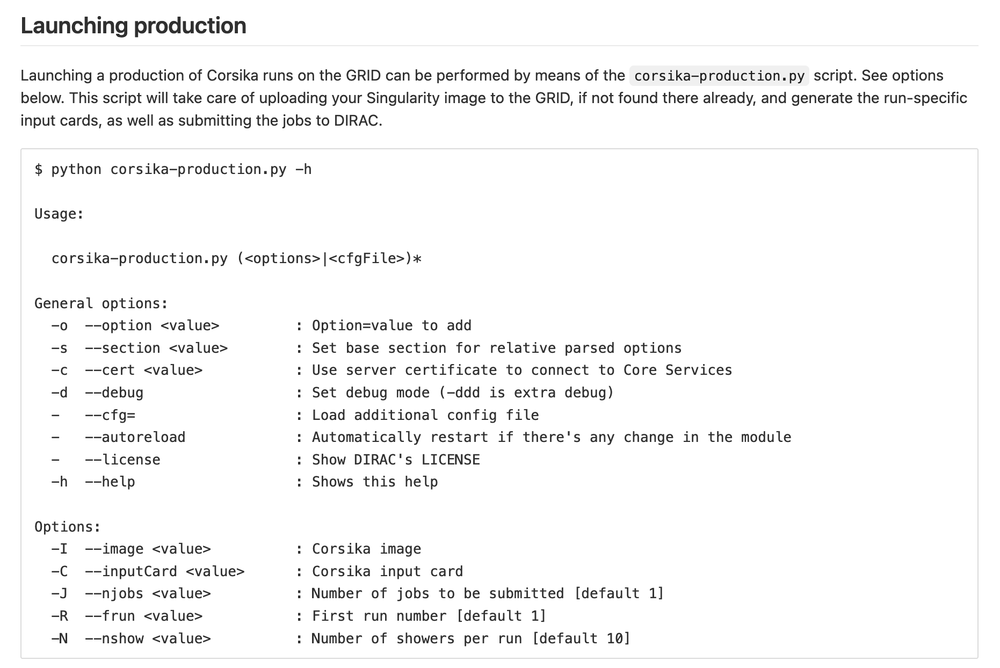 Launching production
Launching a production of Corsika runs on the GRID can be performed by means of the corsika-production.py script. See options
below. This script will take care of uploading your Singularity image to the GRID, if not found there already, and generate the run-specific
input cards, as well as submitting the jobs to DIRAC.
$ python corsika-production.py -h
Usage:
  corsika-production.py (<options>|<cfgFile>)*
General options:
  -o  --option <value>         : Option=value to add
  -s  --section <value>        : Set base section for relative parsed options
  -c  --cert <value>           : Use server certificate to connect to Core Services
  -d  --debug                  : Set debug mode (-ddd is extra debug)
  -   --cfg=                   : Load additional config file
  -   --autoreload             : Automatically restart if there's any change in the module
  -   --license                : Show DIRAC's LICENSE
  -h  --help                   : Shows this help
Options:
  -I  --image <value>          : Corsika image
  -C  --inputCard <value>      : Corsika input card
  -J  --njobs <value>          : Number of jobs to be submitted [default 1]
  -R  --frun <value>           : First run number [default 1]
  -N  --nshow <value>          : Number of showers per run [default 10]